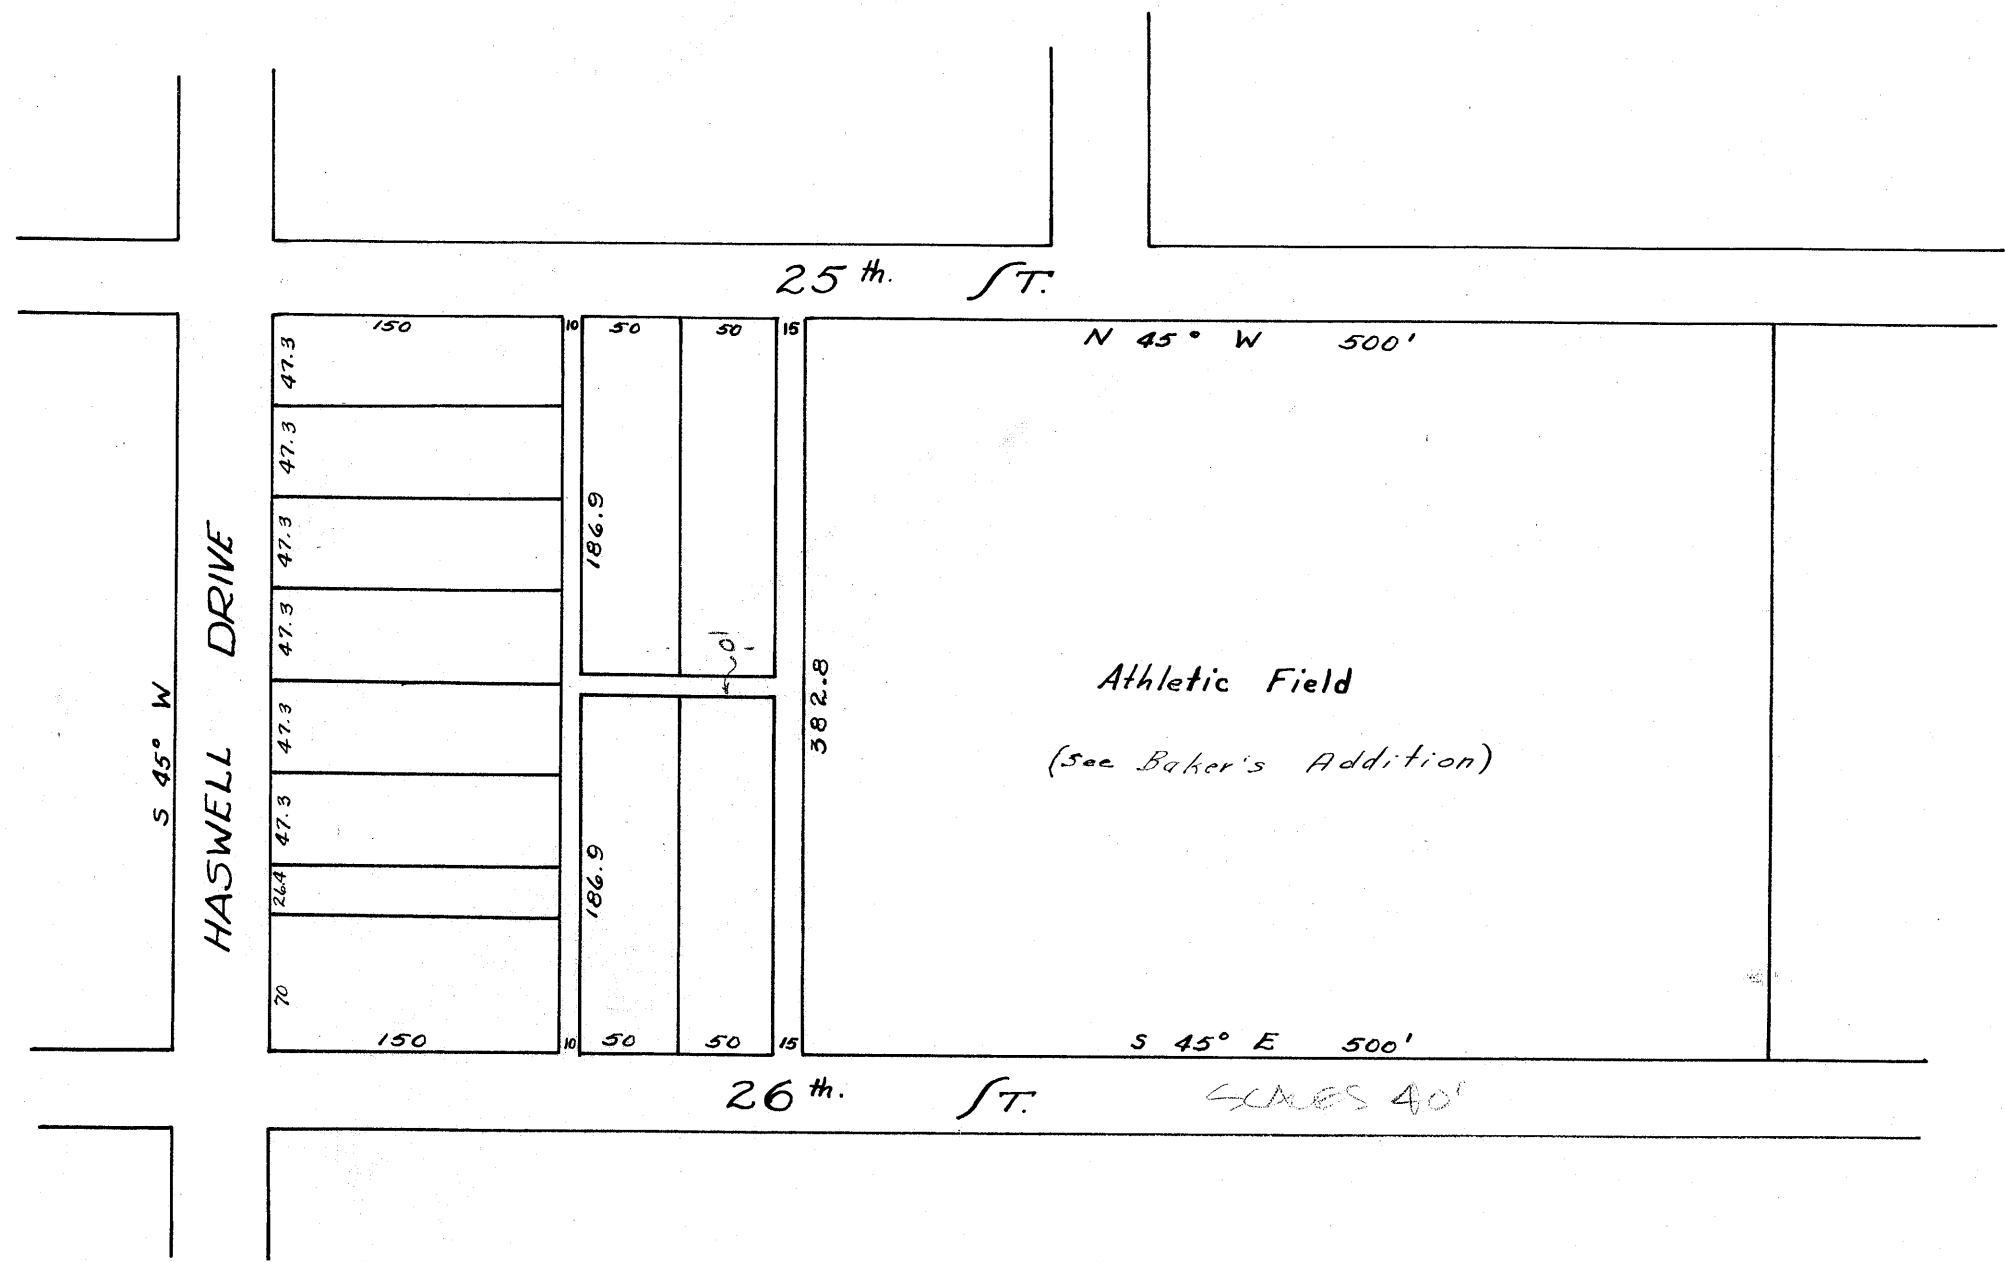 25th. ST.
150
10
50
50
15
N 45° W 500'
47.3
47.3
47.3
47.3
47.3
47.3
26.4
70
186.9
186.9
10'
382.8
S 45° W
HASWELL DRIVE
Athletic Field
(See Baker's Addition)
150
10
50
50
15
S 45° E 500'
26th. ST.
SCALES 40'